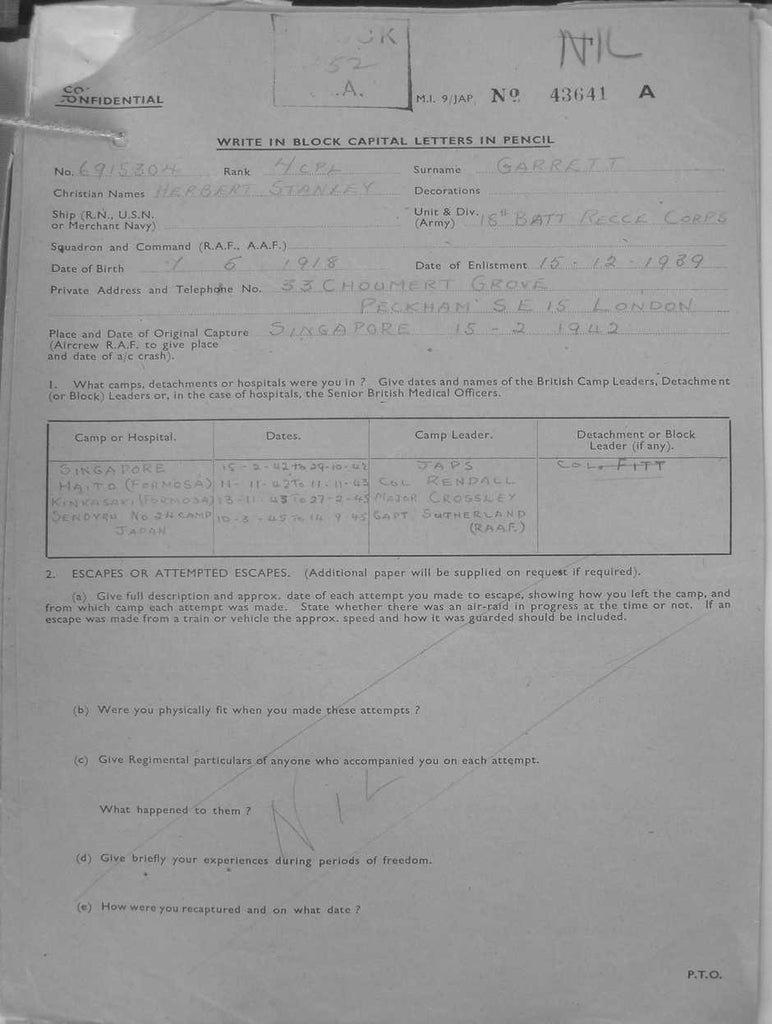 UK
52
A.
NIL
CO-
CONFIDENTIAL
M.I. 9/JAP. No 43641 A
WRITE IN BLOCK CAPITAL LETTERS IN PENCIL
No. 6915304 Rank L/CPL Surname GARRETT
Christian Names HERBERT STANLEY Decorations
Ship (R.N., U.S.N. or Merchant Navy)
Unit & Div. (Army) 18th BATT RECCE CORPS
Squadron and Command (R.A.F., A.A.F.)
Date of Birth 1 6 1918 Date of Enlistment 15-12-1939
Private Address and Telephone No. 33 CHOUMERT GROVE
PECKHAM S E 15 LONDON
Place and Date of Original Capture SINGAPORE 15-2 1942
(Aircrew R.A.F. to give place
and date of a/c crash).
1. What camps, detachments or hospitals were you in ? Give dates and names of the British Camp Leaders, Detachment
(or Block) Leaders or, in the case of hospitals, the Senior British Medical Officers.
Camp or Hospital. Dates. Camp Leader. Detachment or Block Leader (if any).
SINGAPORE 15-2-42 to 29-10-42 JAPS COL. FITT
HAITO (FORMOSA) 11-11-42 To 11-11-43 COL RENDALL
KINKASAKI (FORMOSA) 13-11-43 To 27-2-45 MAJOR CROSSLEY
SENDYRU No 2 CAMP 10-3-45 To 14 9 45 CAPT SUTHERLAND
JAPAN (RAAF)
2. ESCAPES OR ATTEMPTED ESCAPES. (Additional paper will be supplied on request if required).
(a) Give full description and approx. date of each attempt you made to escape, showing how you left the camp, and
from which camp each attempt was made. State whether there was an air-raid in progress at the time or not. If an
escape was made from a train or vehicle the approx. speed and how it was guarded should be included.
(b) Were you physically fit when you made these attempts ?
(c) Give Regimental particulars of anyone who accompanied you on each attempt.
What happened to them ?
NIL
(d) Give briefly your experiences during periods of freedom.
(e) How were you recaptured and on what date ?
P.T.O.